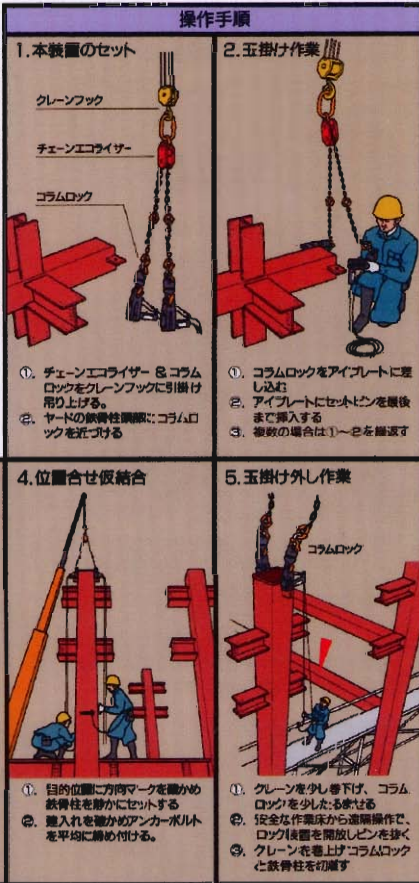 操作手順
1.本装置のセット
クレーンフック
チェーンエコライザー
コラムロック
①. チェーンエコライザー & コラム
ロックをクレーンフックに引掛け
吊り上げる。
②. ヤードの鉄骨柱頭部にコラムロ
ックを近づける
2.玉掛け作業
①. コラムロックをアイプレートに差
し込む
②. アイプレートにセットピンを最後
まで挿入する
③. 複数の場合は①〜②を繰返す
4.位置合せ仮結合
①. 目的位置に方向マークを確かめ
鉄骨柱を静かにセットする
②. 建入れを確かめアンカーボルト
を平均に締め付ける。
5.玉掛け外し作業
コラムロック
①. クレーンを少し巻下げ、コラム
ロックを少したるませる
②. 安全な作業床から遠隔操作で、
ロック装置を開放しピンを抜く
③. クレーンを巻上げコラムロック
と鉄骨柱を切離す